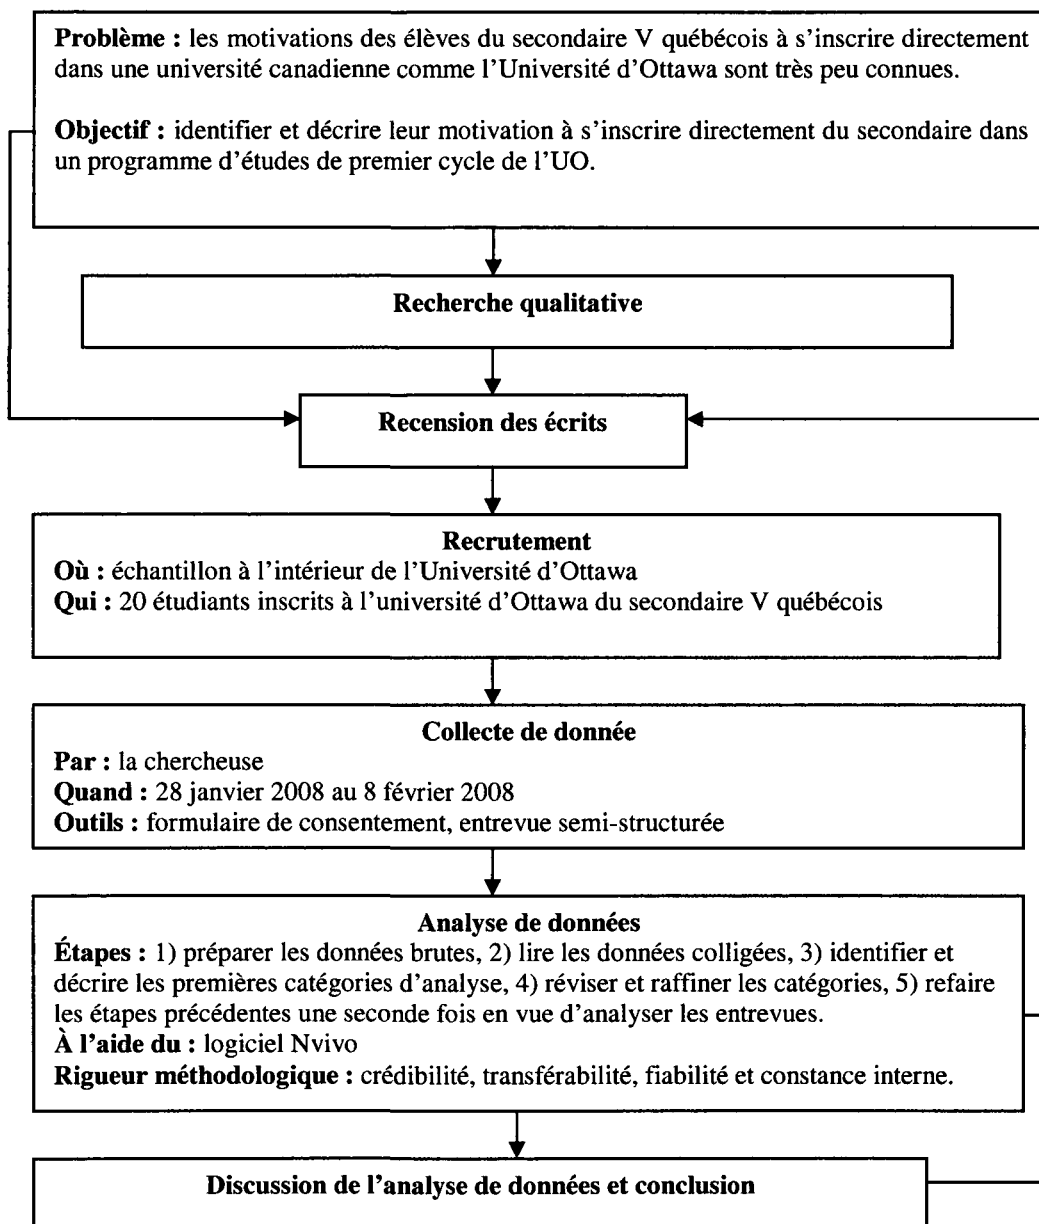 Problème : les motivations des élèves du secondaire V québécois à s'inscrire directement
dans une université canadienne comme l'Université d'Ottawa sont très peu connues.
Objectif : identifier et décrire leur motivation à s'inscrire directement du secondaire dans
un programme d'études de premier cycle de l'UO.
Recherche qualitative
Recension des écrits
Recrutement
Où : échantillon à l'intérieur de l'Université d'Ottawa
Qui : 20 étudiants inscrits à l'université d'Ottawa du secondaire V québécois
Collecte de donnée
Par : la chercheuse
Quand : 28 janvier 2008 au 8 février 2008
Outils : formulaire de consentement, entrevue semi-structurée
Analyse de données
Étapes : 1) préparer les données brutes, 2) lire les données colligées, 3) identifier et
décrire les premières catégories d'analyse, 4) réviser et raffiner les catégories, 5) refaire
les étapes précédentes une seconde fois en vue d'analyser les entrevues.
À l'aide du : logiciel Nvivo
Rigueur méthodologique : crédibilité, transférabilité, fiabilité et constance interne.
Discussion de l'analyse de données et conclusion